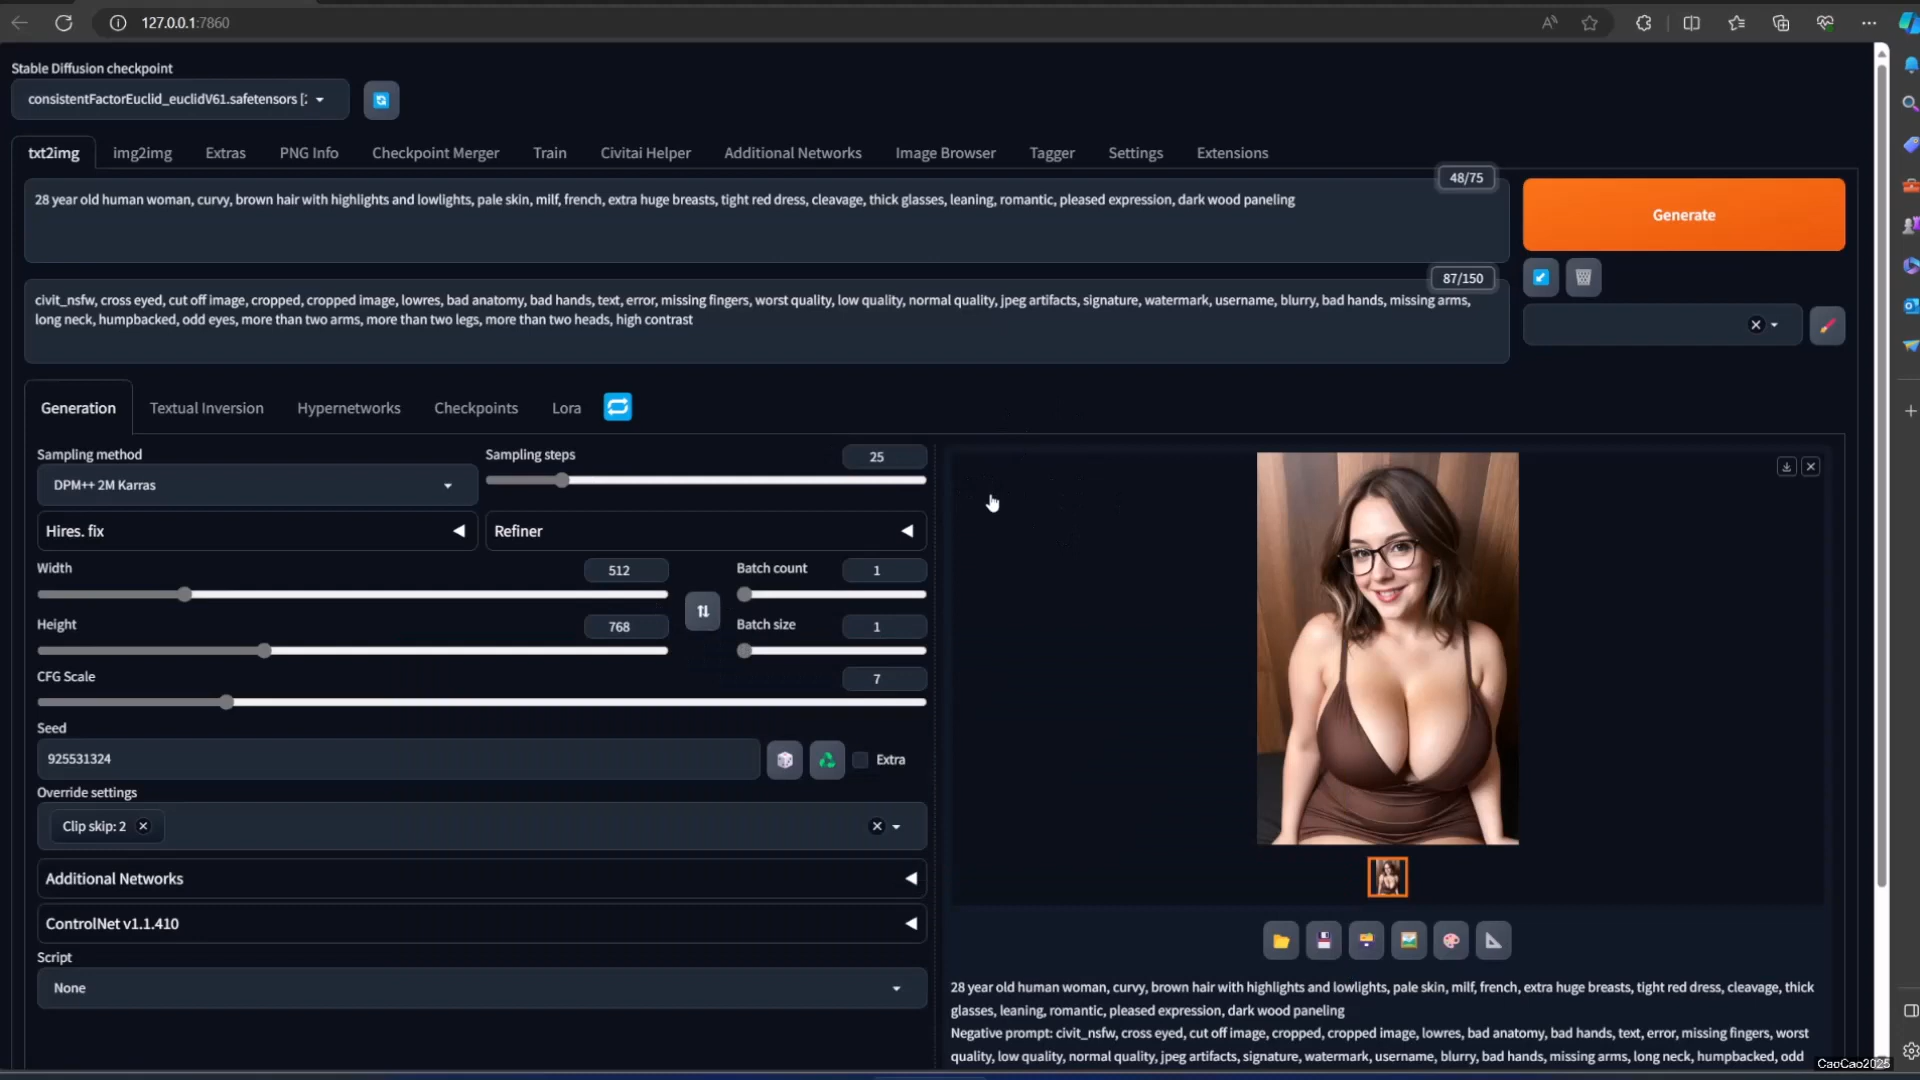 127.0.0.1:7860
Stable Diffusion checkpoint
consistentFactorEuclid_euclidV61.safetensors [
txt2img img2img Extras PNG Info Checkpoint Merger Train Civitai Helper Additional Networks Image Browser Tagger Settings Extensions
48/75
28 year old human woman, curvy, brown hair with highlights and lowlights, pale skin, milf, french, extra huge breasts, tight red dress, cleavage, thick glasses, leaning, romantic, pleased expression, dark wood paneling
Generate
87/150
civit_nsfw, cross eyed, cut off image, cropped, cropped image, lowres, bad anatomy, bad hands, text, error, missing fingers, worst quality, low quality, normal quality, jpeg artifacts, signature, watermark, username, blurry, bad hands, missing arms,
long neck, humpbacked, odd eyes, more than two arms, more than two legs, more than two heads, high contrast
Generation Textual Inversion Hypernetworks Checkpoints Lora
Sampling method
DPM++ 2M Karras
Sampling steps
25
Hires. fix
Refiner
Width
512
Batch count
1
Height
768
Batch size
1
CFG Scale
7
Seed
925531324
Extra
Override settings
Clip skip: 2
Additional Networks
ControlNet v1.1.410
Script
None
28 year old human woman, curvy, brown hair with highlights and lowlights, pale skin, milf, french, extra huge breasts, tight red dress, cleavage, thick
glasses, leaning, romantic, pleased expression, dark wood paneling
Negative prompt: civit_nsfw, cross eyed, cut off image, cropped, cropped image, lowres, bad anatomy, bad hands, text, error, missing fingers, worst
quality, low quality, normal quality, jpeg artifacts, signature, watermark, username, blurry, bad hands, missing arms, long neck, humpbacked, odd
CaoCao2025